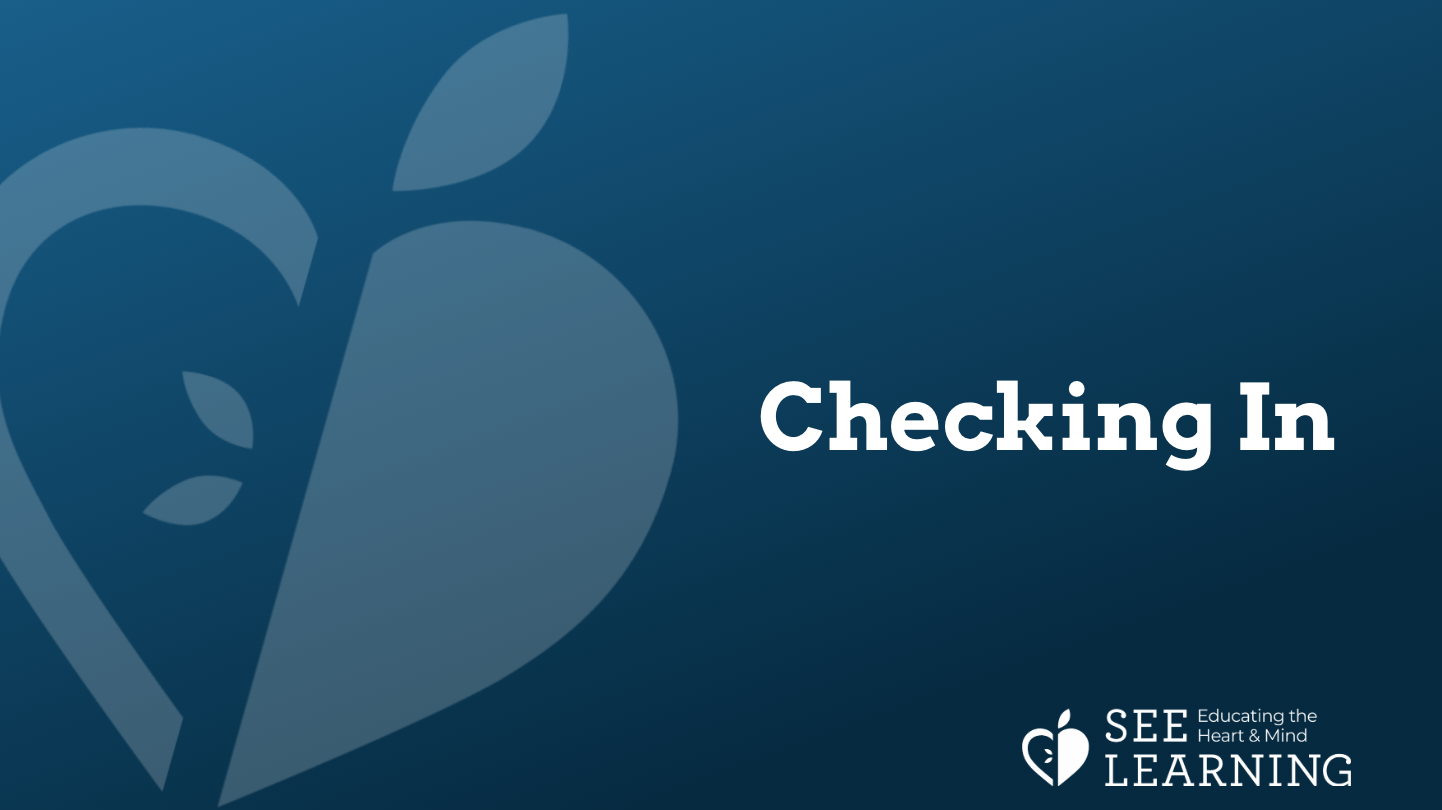 Checking In
SEE Educating the
Heart & Mind
LEARNING